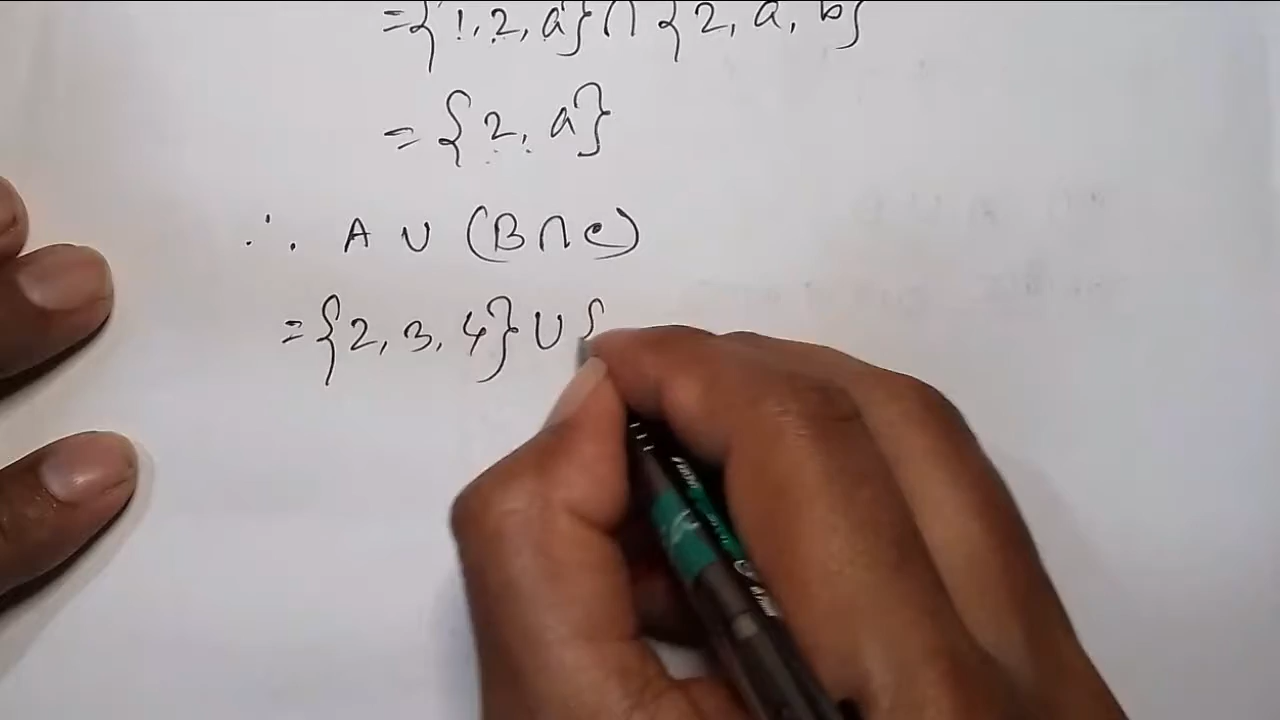 ={1, 2, a} ∩ {2, a, b}
= {2, a}
∴ A ∪ (B∩C)
= {2, 3, 4} ∪ {